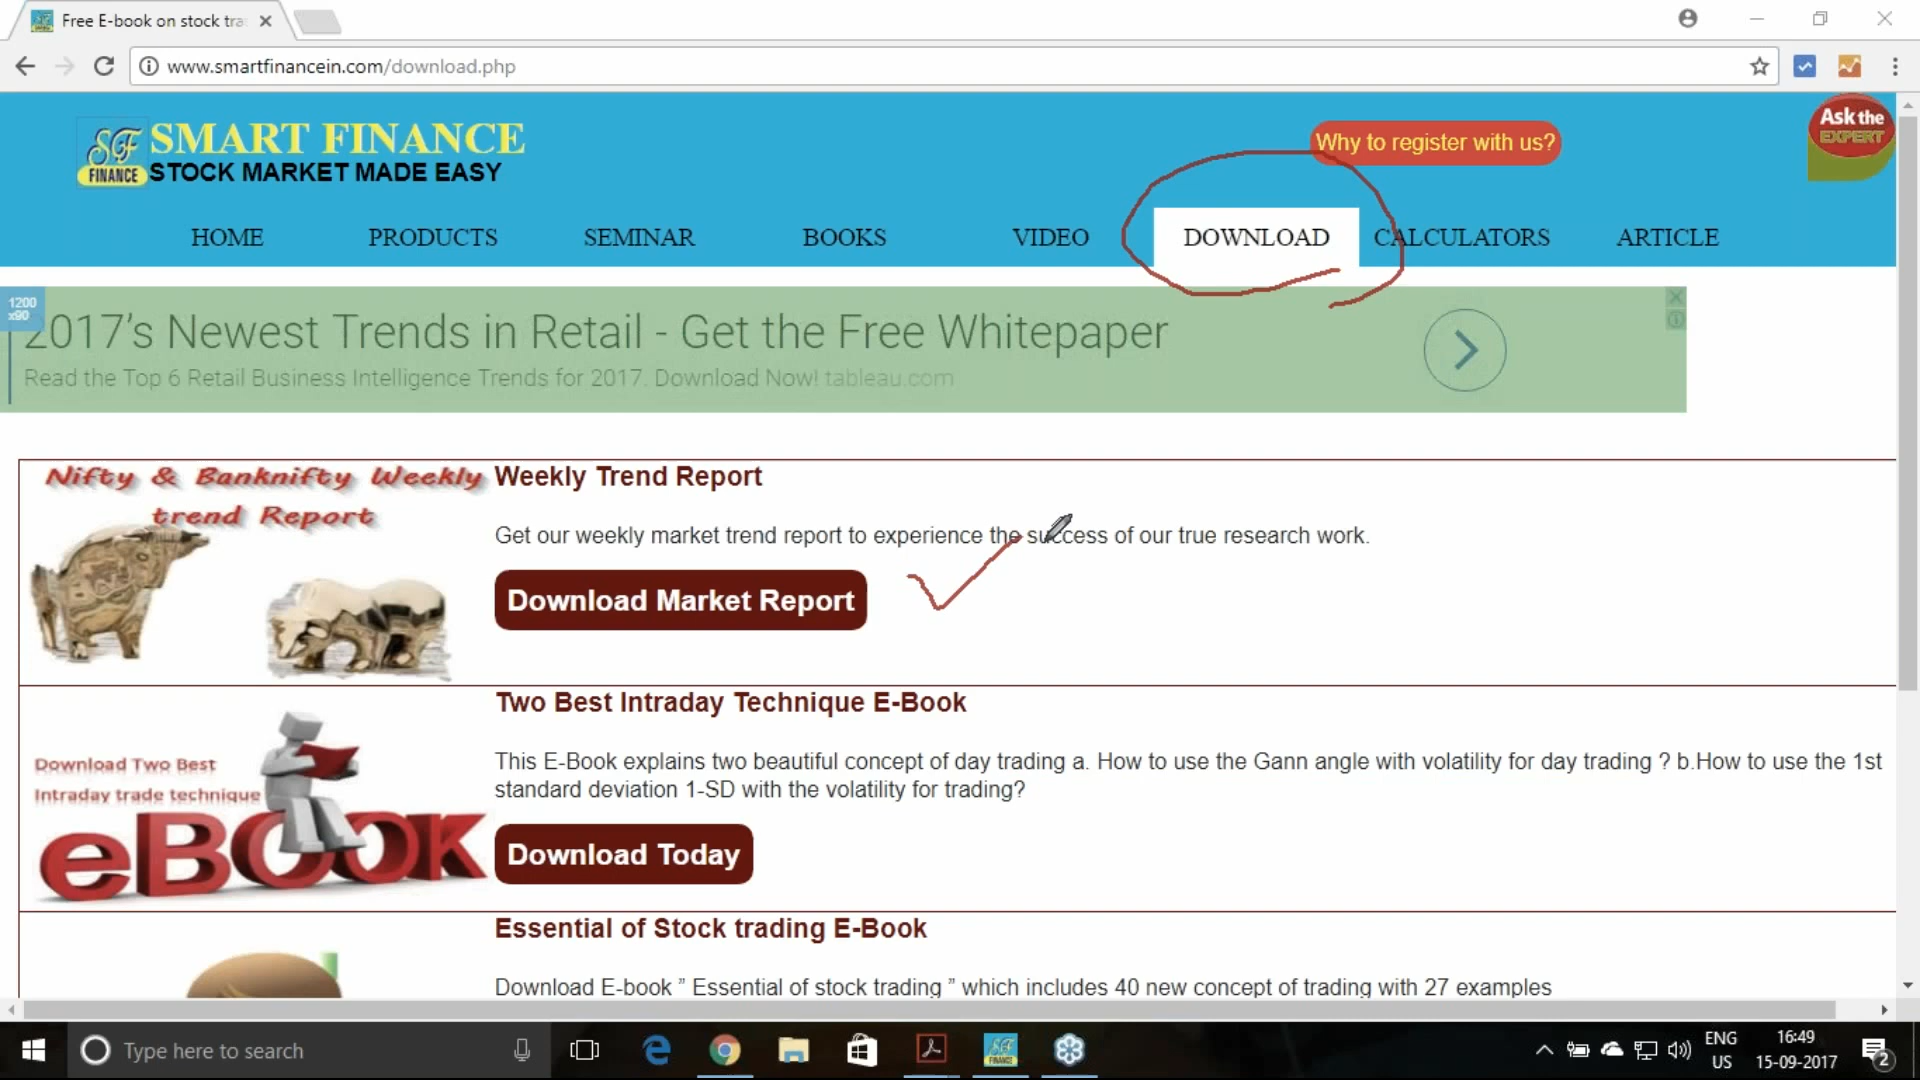 Free E-book on stock tra
www.smartfinancein.com/download.php
SF
FINANCE
SMART FINANCE
STOCK MARKET MADE EASY
Why to register with us?
Ask the
EXPERT
HOME PRODUCTS SEMINAR BOOKS VIDEO DOWNLOAD CALCULATORS ARTICLE
1200
x90
2017's Newest Trends in Retail - Get the Free Whitepaper
Read the Top 6 Retail Business Intelligence Trends for 2017. Download Now! tableau.com
Nifty & Banknifty Weekly
trend Report
Weekly Trend Report
Get our weekly market trend report to experience the success of our true research work.
Download Market Report
Download Two Best
Intraday trade technique
eBOOK
Two Best Intraday Technique E-Book
This E-Book explains two beautiful concept of day trading a. How to use the Gann angle with volatility for day trading ? b.How to use the 1st
standard deviation 1-SD with the volatility for trading?
Download Today
Essential of Stock trading E-Book
Download E-book ” Essential of stock trading ” which includes 40 new concept of trading with 27 examples
Type here to search
SF
FINANCE
ENG
US
16:49
15-09-2017
2